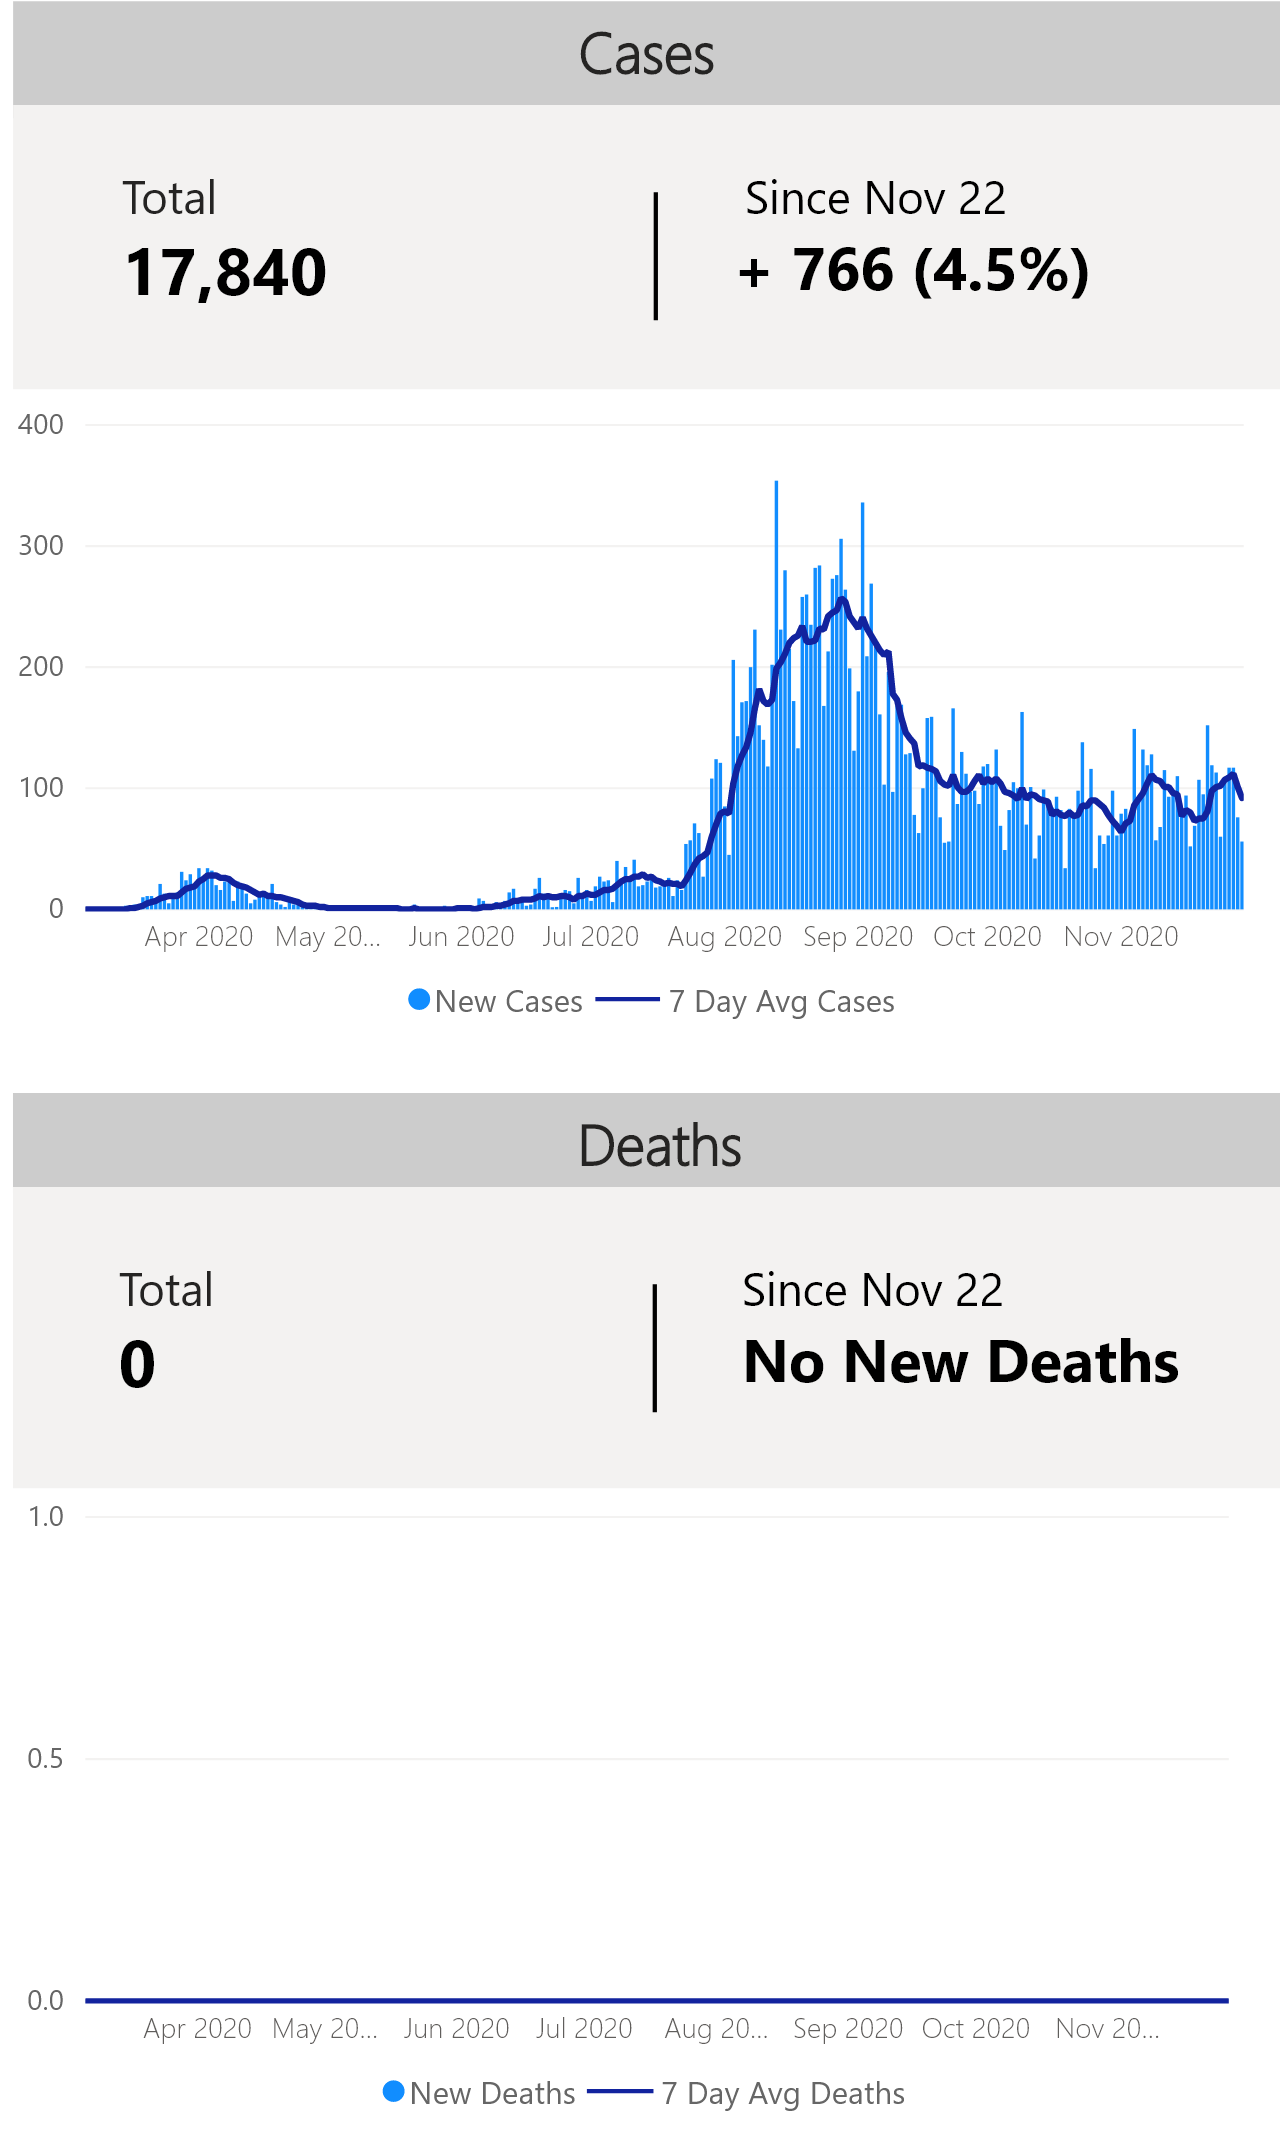 Cases
Total
Since Nov 22
17,840
+ 766 (4.5%)
400
300
200
100
0
Apr 2020 May 20... Jun 2020 Jul 2020 Aug 2020 Sep 2020 Oct 2020 Nov 2020
New Cases 7 Day Avg Cases
Deaths
Total
Since Nov 22
0
No New Deaths
1.0
0.5
0.0
Apr 2020 May 20... Jun 2020 Jul 2020 Aug 20... Sep 2020 Oct 2020 Nov 20...
New Deaths 7 Day Avg Deaths